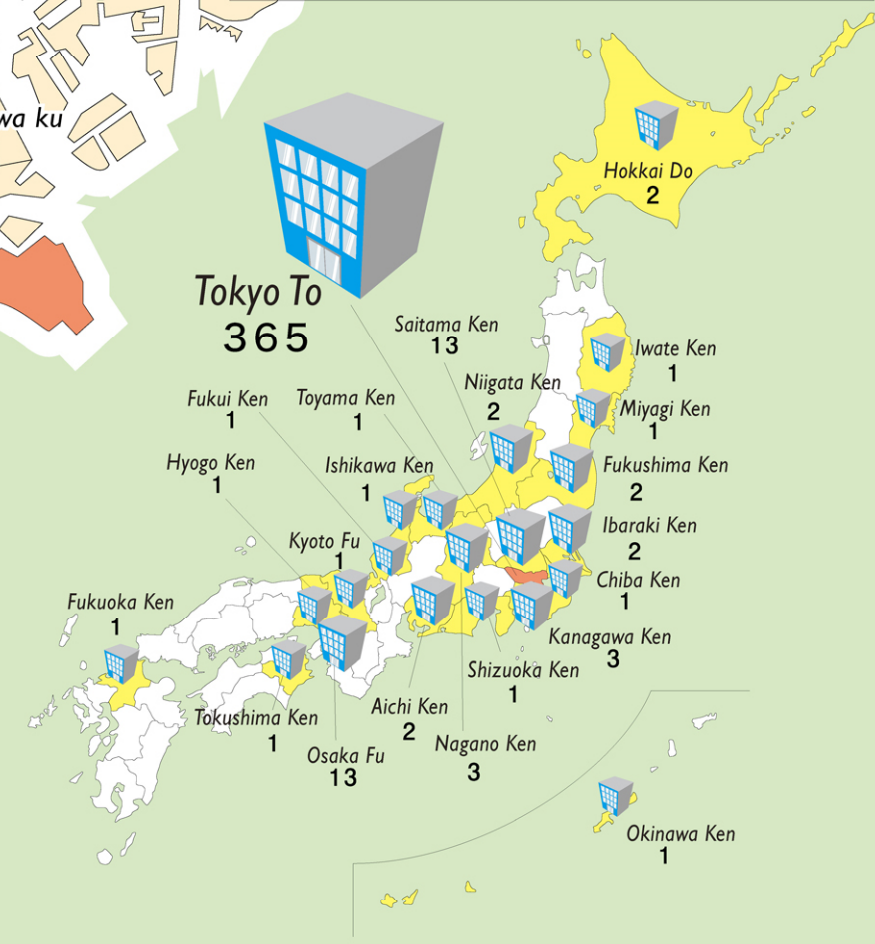 wa ku
Hokkai Do
2
Tokyo To
365
Saitama Ken
13
Iwate Ken
1
Niigata Ken
2
Fukui Ken
1
Toyama Ken
1
Miyagi Ken
1
Hyogo Ken
1
Ishikawa Ken
1
Fukushima Ken
2
Ibaraki Ken
2
Kyoto Fu
1
Chiba Ken
1
Fukuoka Ken
1
Kanagawa Ken
3
Shizuoka Ken
1
Tokushima Ken
1
Aichi Ken
2
Osaka Fu
13
Nagano Ken
3
Okinawa Ken
1